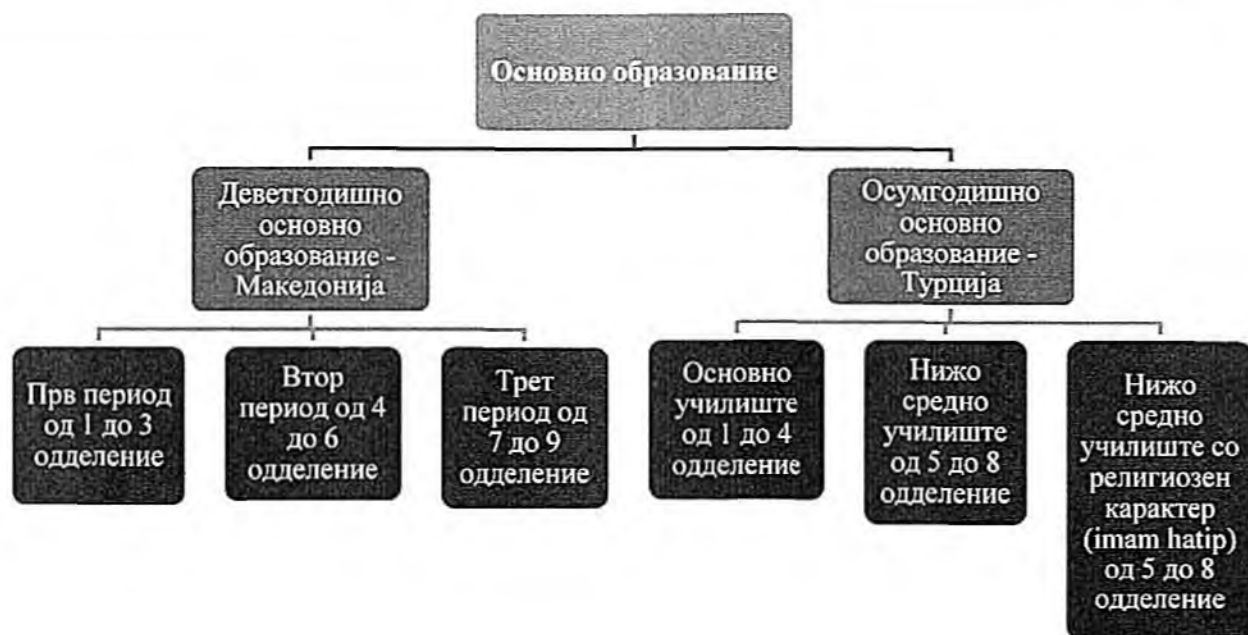 Основно образование
Деветгодишно
основно
образование -
Македонија
Осумгодишно
основно
образование -
Турција
Прв период
од 1 до 3
одделение
Втор
период од 4
до 6
одделение
Трет
период од
7 до 9
одделение
Основно
училиште
од 1 до 4
одделение
Нижо
средно
училиште
од 5 до 8
одделение
Нижо
средно
училиште со
религиозен
карактер
(imam hatip)
од 5 до 8
одделение